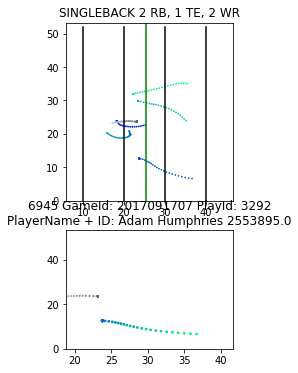 SINGLEBACK 2 RB, 1 TE, 2 WR
50
40
30
20
10
0
10 20 30 40
6945 GameId: 2017091707 PlayId: 3292
PlayerName + ID: Adam Humphries 2553895.0
40
20
0
20 25 30 35 40